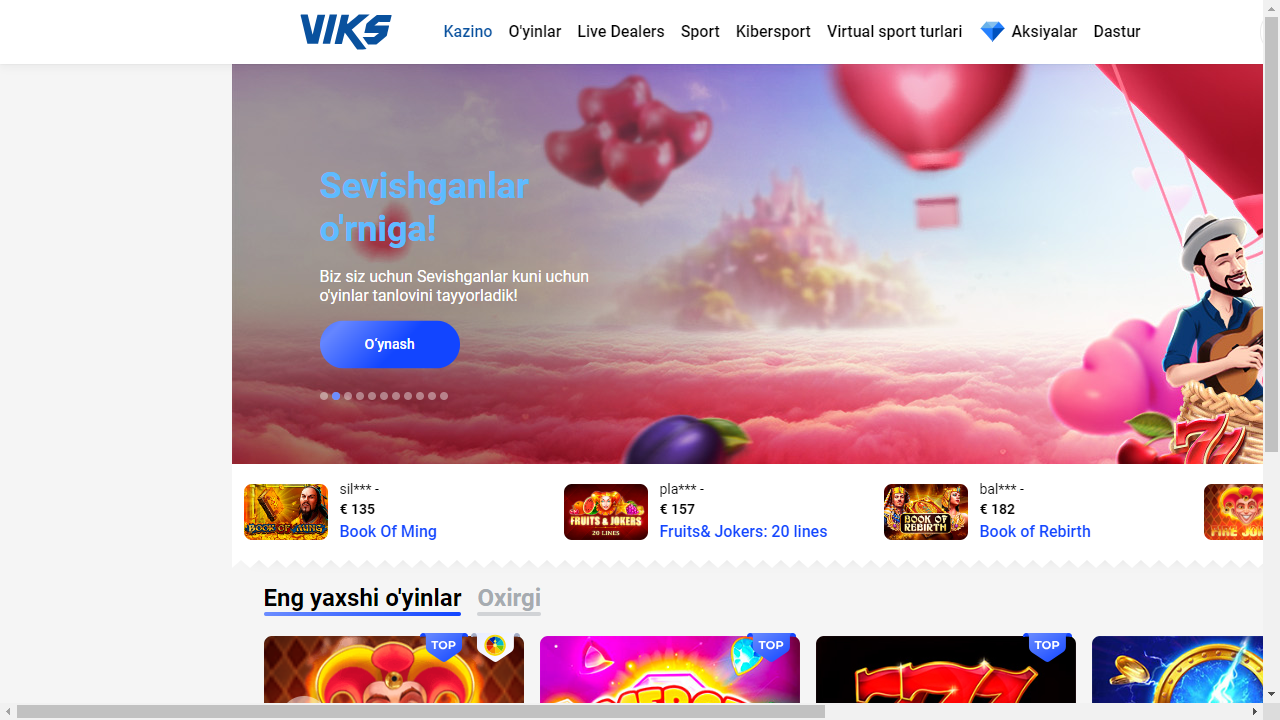 VIKS
Kazino O'yinlar Live Dealers Sport Kibersport Virtual sport turlari Aksiyalar Dastur
Sevishganlar
o'rniga!
Biz siz uchun Sevishganlar kuni uchun
o'yinlar tanlovini tayyorladik!
O‘ynash
sil*** -
€ 135
Book Of Ming
BOOK OF MING
pla*** -
€ 157
Fruits& Jokers: 20 lines
FRUITS & JOKERS
20 LINES
bal*** -
€ 182
Book of Rebirth
BOOK OF
REBIRTH
Eng yaxshi o'yinlar Oxirgi
TOP
TOP
TOP